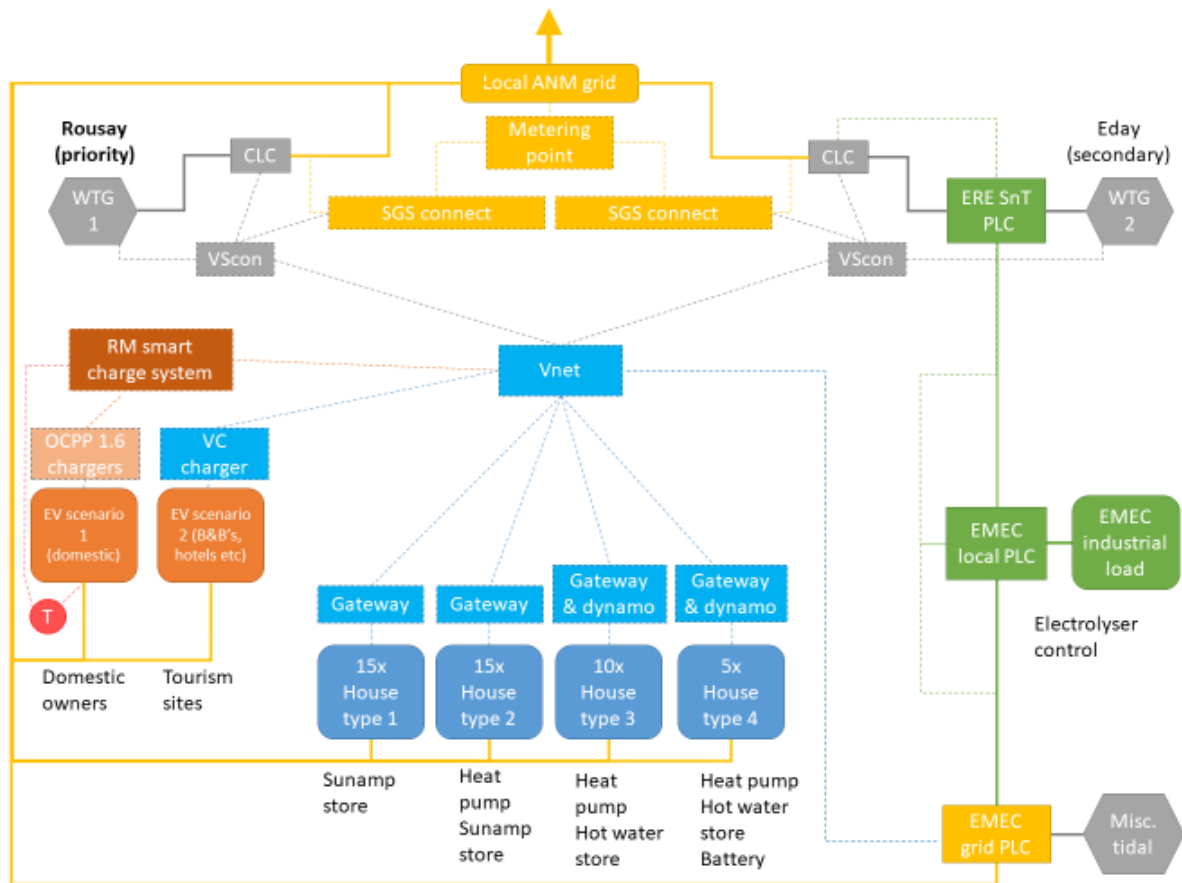 Local ANM grid
Rousay
(priority)
Metering
point
Eday
(secondary)
CLC
CLC
WTG
1
SGS connect
SGS connect
ERE SnT
PLC
WTG
2
VScon
VScon
RM smart
charge system
Vnet
OCPP 1.6
chargers
VC
charger
EV scenario
1
(domestic)
EV scenario
2 (B&B's,
hotels etc)
EMEC
local PLC
EMEC
industrial
load
Gateway
Gateway
Gateway
& dynamo
Gateway
& dynamo
T
Electrolyser
control
Domestic
owners
Tourism
sites
15x
House
type 1
15x
House
type 2
10x
House
type 3
5x
House
type 4
Sunamp
store
Heat
pump
Sunamp
store
Heat
pump
Hot water
store
Heat pump
Hot water
store
Battery
EMEC
grid PLC
Misc.
tidal